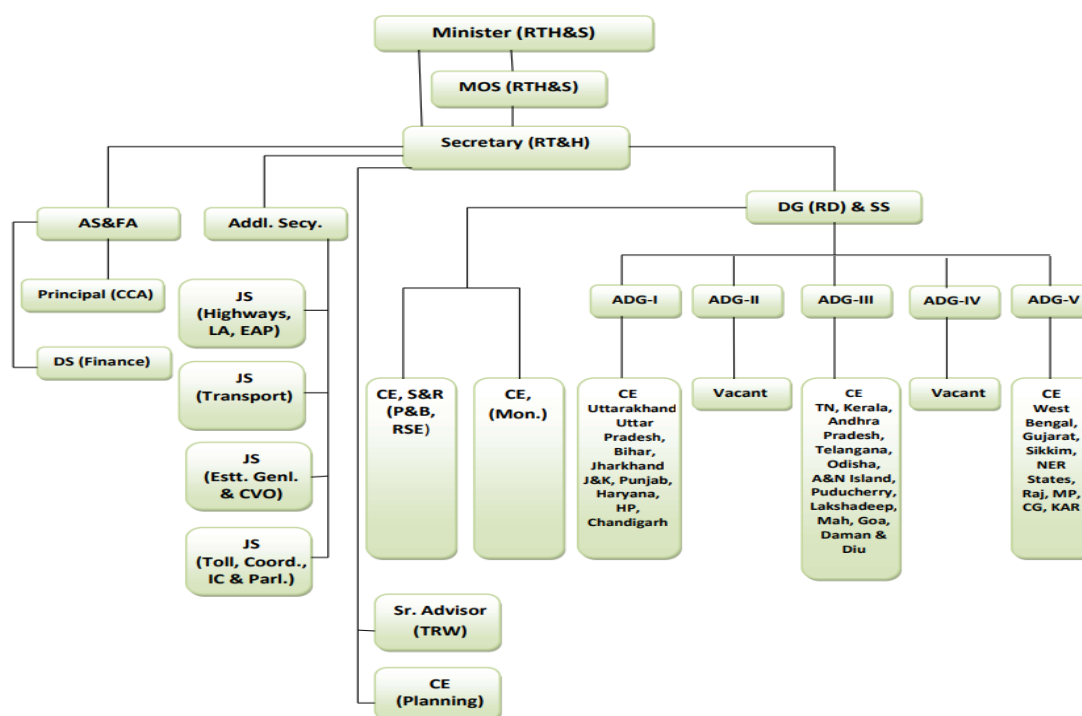 Minister (RTH&S)
MOS (RTH&S)
Secretary (RT&H)
AS&FA
Addl. Secy.
DG (RD) & SS
Principal (CCA)
DS (Finance)
JS
(Highways,
LA, EAP)
JS
(Transport)
JS
(Estt. Genl.
& CVO)
JS
(Toll, Coord.,
IC & Parl.)
ADG-I
ADG-II
ADG-III
ADG-IV
ADG-V
CE, S&R
(P&B,
RSE)
CE,
(Mon.)
CE
Uttarakhand
Uttar
Pradesh,
Bihar,
Jharkhand
J&K, Punjab,
Haryana,
HP,
Chandigarh
Vacant
CE
TN, Kerala,
Andhra
Pradesh,
Telangana,
Odisha,
A&N Island,
Puducherry,
Lakshadeep,
Mah, Goa,
Daman &
Diu
Vacant
CE
West
Bengal,
Gujarat,
Sikkim,
NER
States,
Raj, MP,
CG, KAR
Sr. Advisor
(TRW)
CE
(Planning)